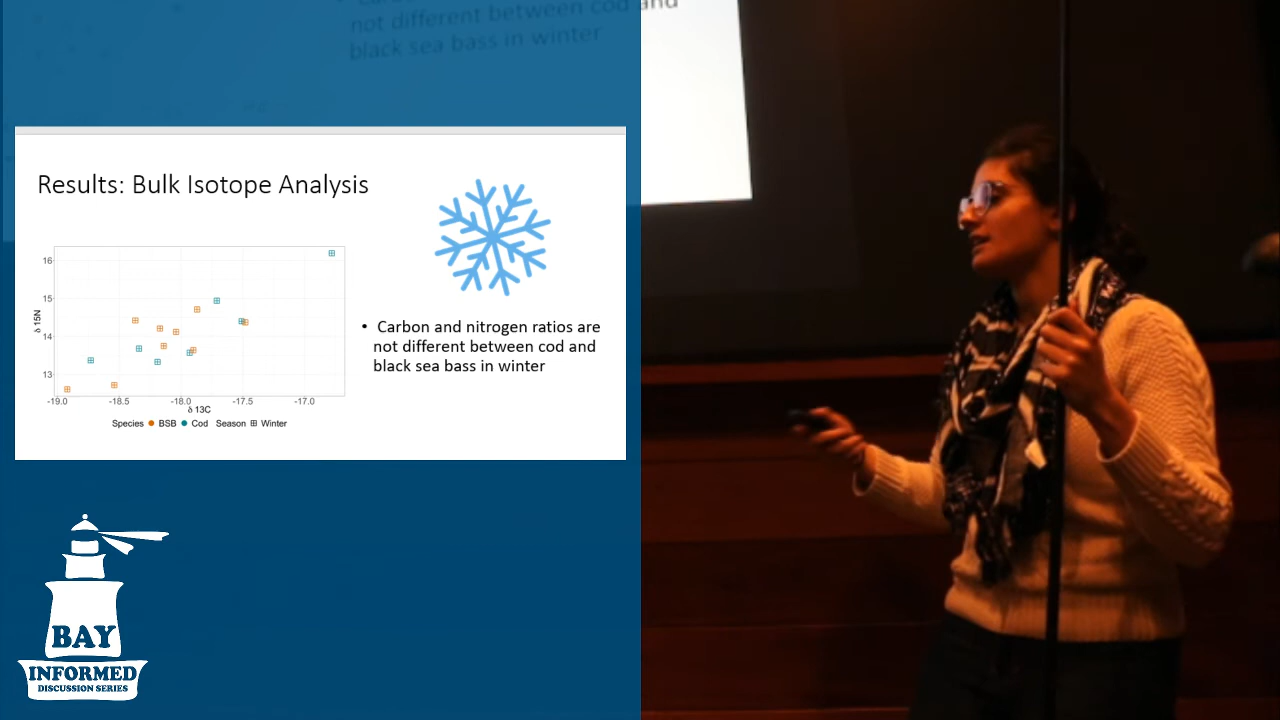 not different between cod and
black sea bass in winter
Results: Bulk Isotope Analysis
16
15
14
13
δ 15N
-19.0
-18.5
-18.0
-17.5
-17.0
δ 13C
Species BSB Cod Season Winter
• Carbon and nitrogen ratios are
not different between cod and
black sea bass in winter
BAY
INFORMED
DISCUSSION SERIES